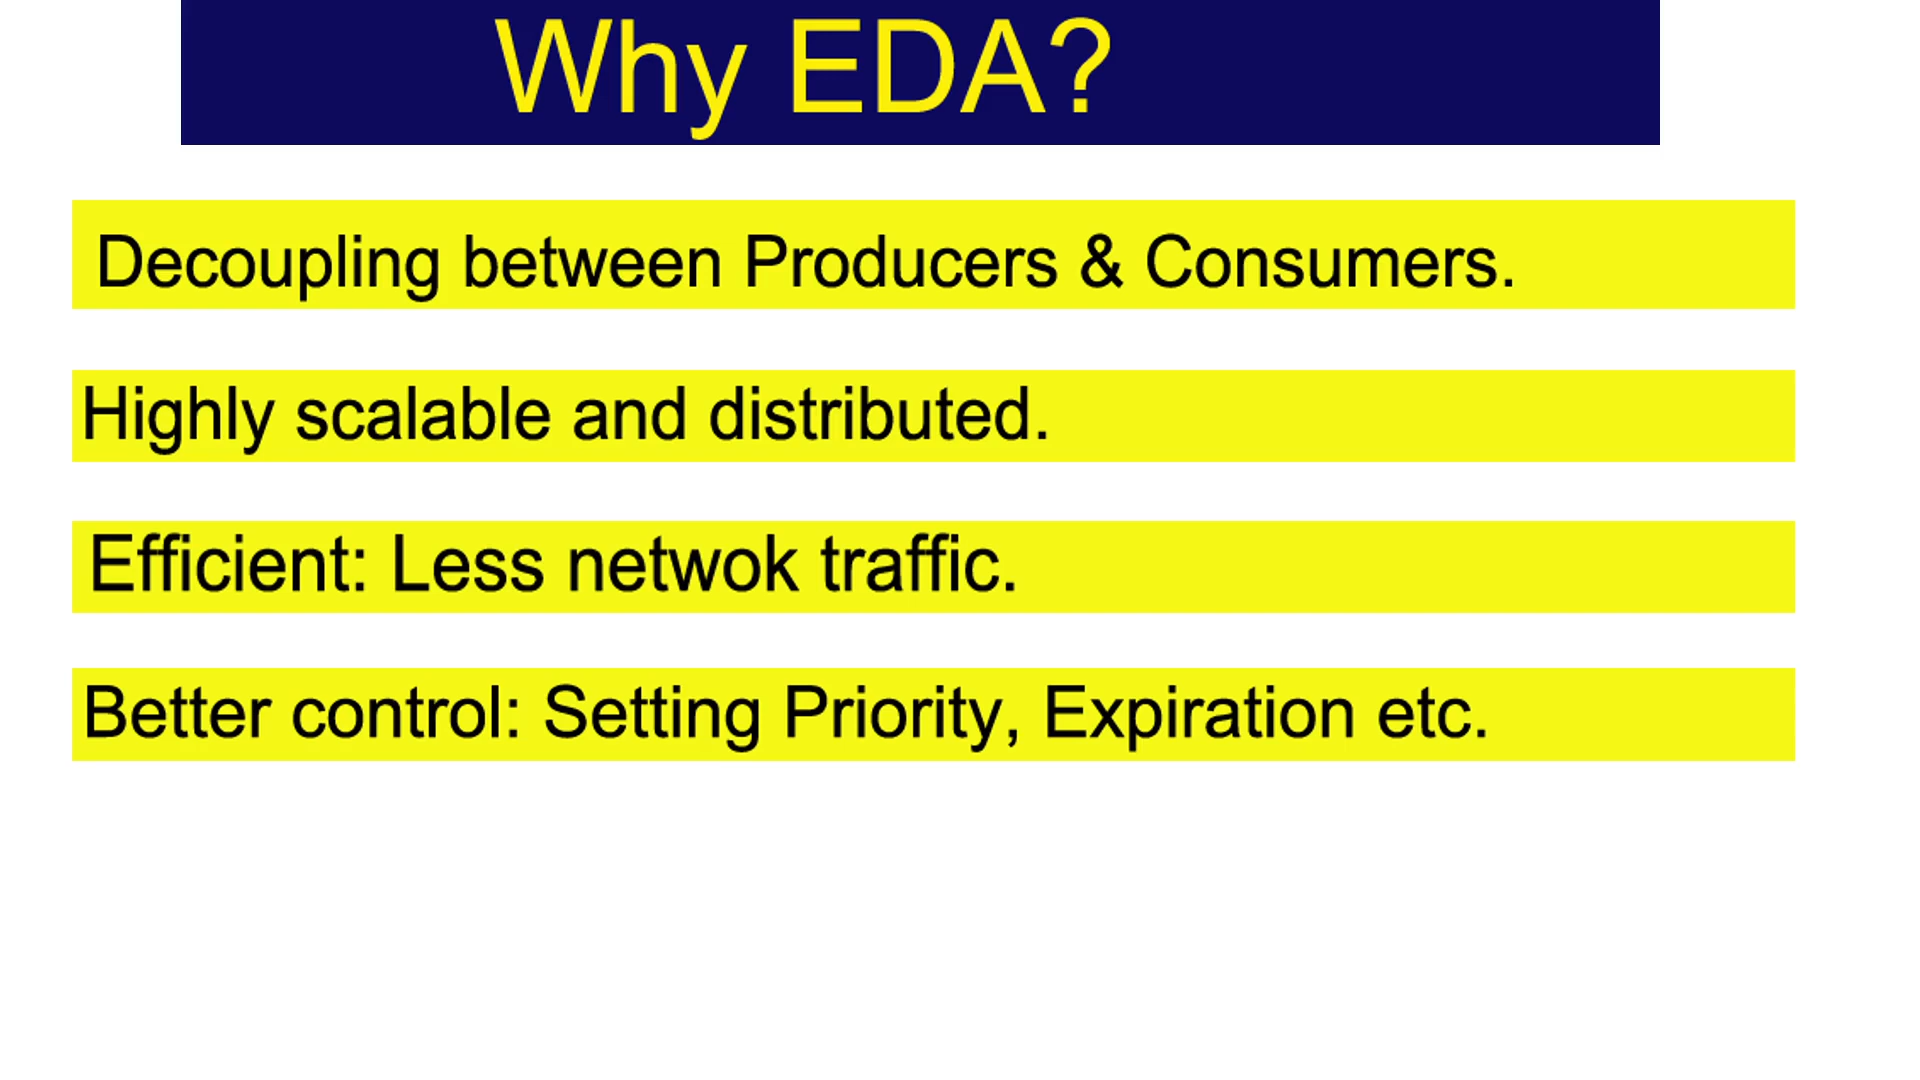 Why EDA?
Decoupling between Producers & Consumers.
Highly scalable and distributed.
Efficient: Less netwok traffic.
Better control: Setting Priority, Expiration etc.